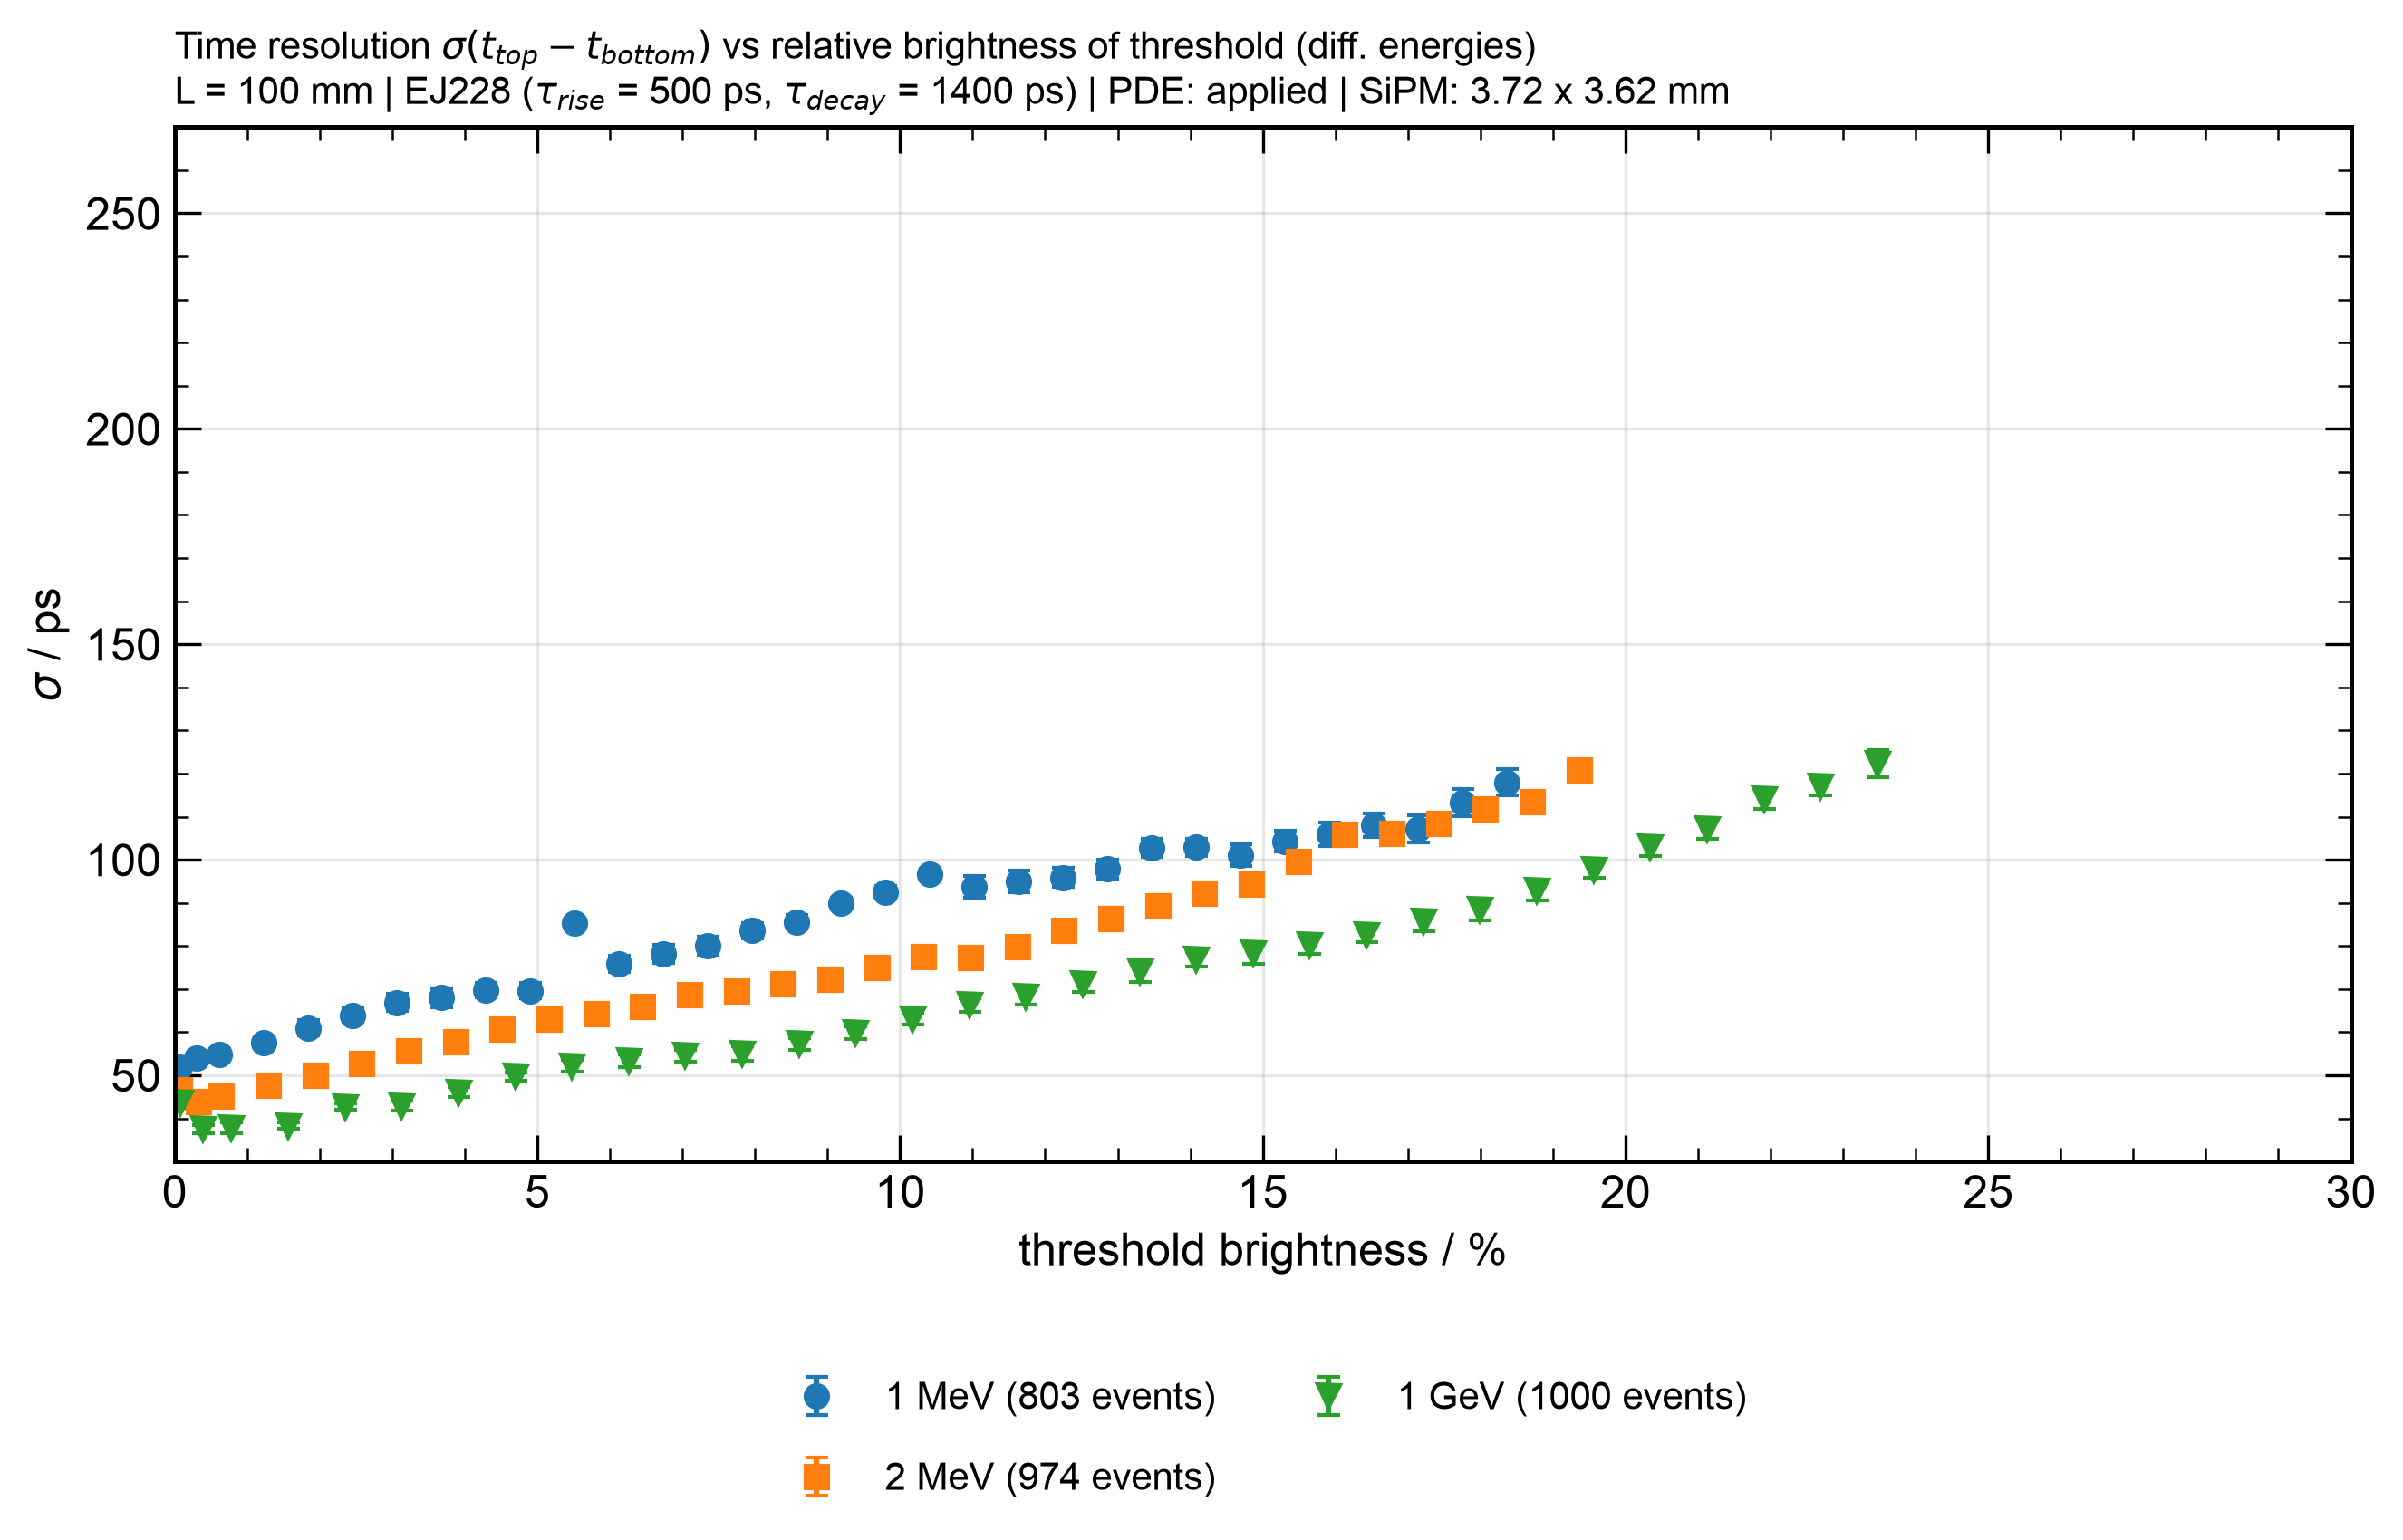 Time resolution σ(t_top − t_bottom) vs relative brightness of threshold (diff. energies)
L = 100 mm | EJ228 (τ_rise = 500 ps, τ_decay = 1400 ps) | PDE: applied | SiPM: 3.72 x 3.62 mm
250
200
150
100
50
σ / ps
0 5 10 15 20 25 30
threshold brightness / %
1 MeV (803 events)
2 MeV (974 events)
1 GeV (1000 events)